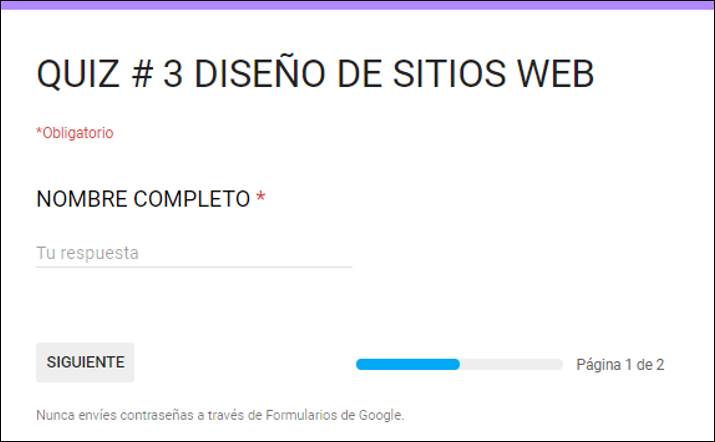 QUIZ # 3 DISEÑO DE SITIOS WEB
*Obligatorio
NOMBRE COMPLETO *
Tu respuesta
SIGUIENTE
Página 1 de 2
Nunca envíes contraseñas a través de Formularios de Google.